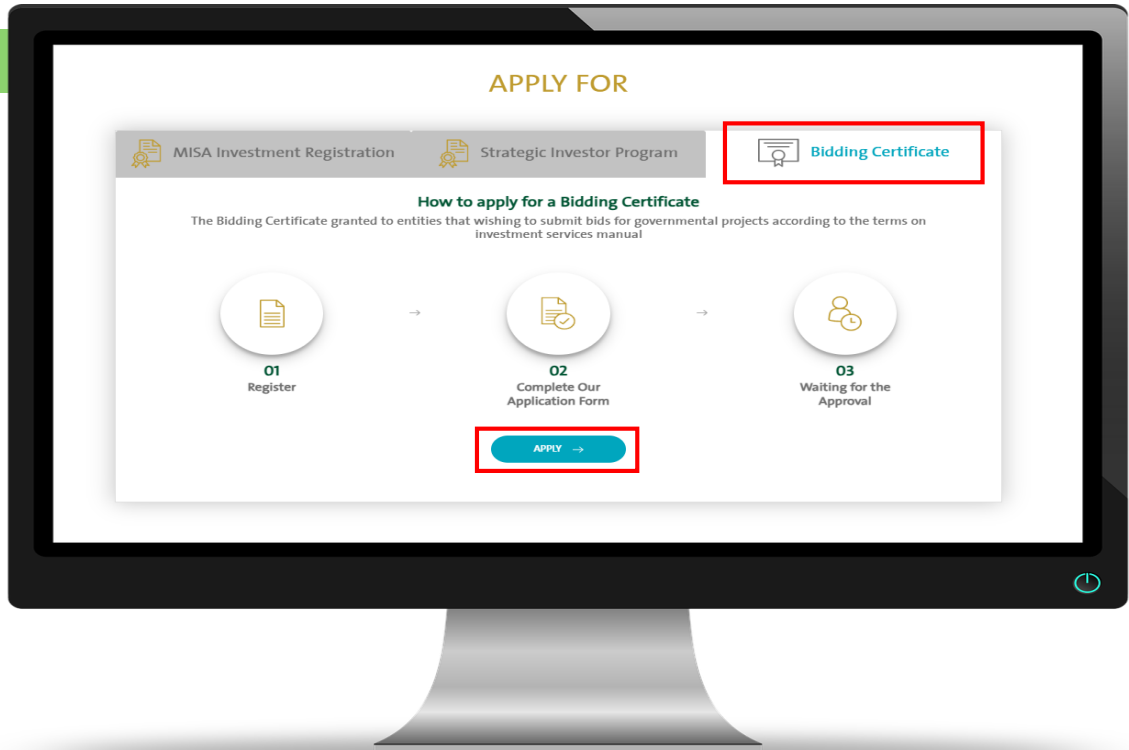 APPLY FOR
MISA Investment Registration
Strategic Investor Program
Bidding Certificate
How to apply for a Bidding Certificate
The Bidding Certificate granted to entities that wishing to submit bids for governmental projects according to the terms on
investment services manual
01
Register
02
Complete Our
Application Form
03
Waiting for the
Approval
APPLY →